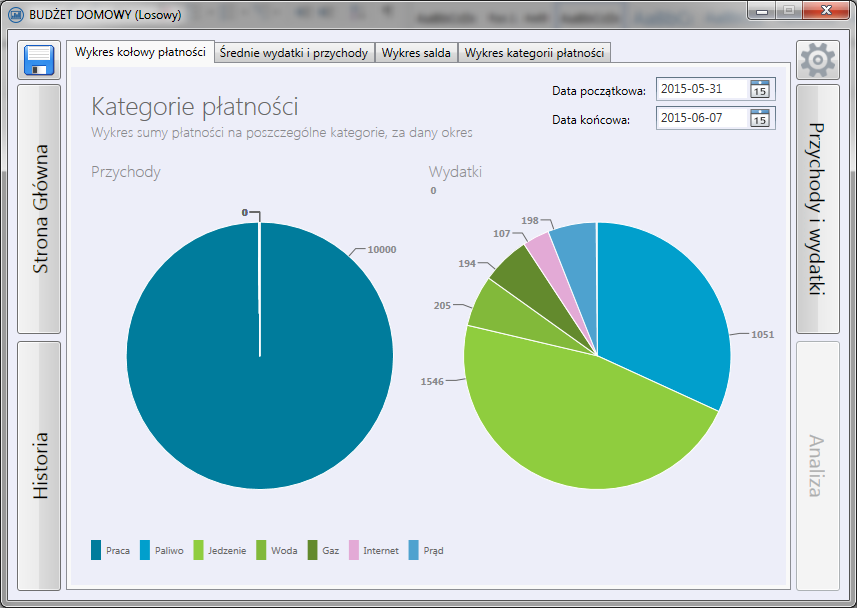 BUDŻET DOMOWY (Losowy)
Wykres kołowy płatności
Średnie wydatki i przychody
Wykres salda
Wykres kategorii płatności
Strona Główna
Historia
Przychody i wydatki
Analiza
Data początkowa:
2015-05-31
15
Data końcowa:
2015-06-07
15
Kategorie płatności
Wykres sumy płatności na poszczególne kategorie, za dany okres
Przychody
0
10000
Wydatki
0
198
107
194
205
1546
1051
Praca
Paliwo
Jedzenie
Woda
Gaz
Internet
Prąd